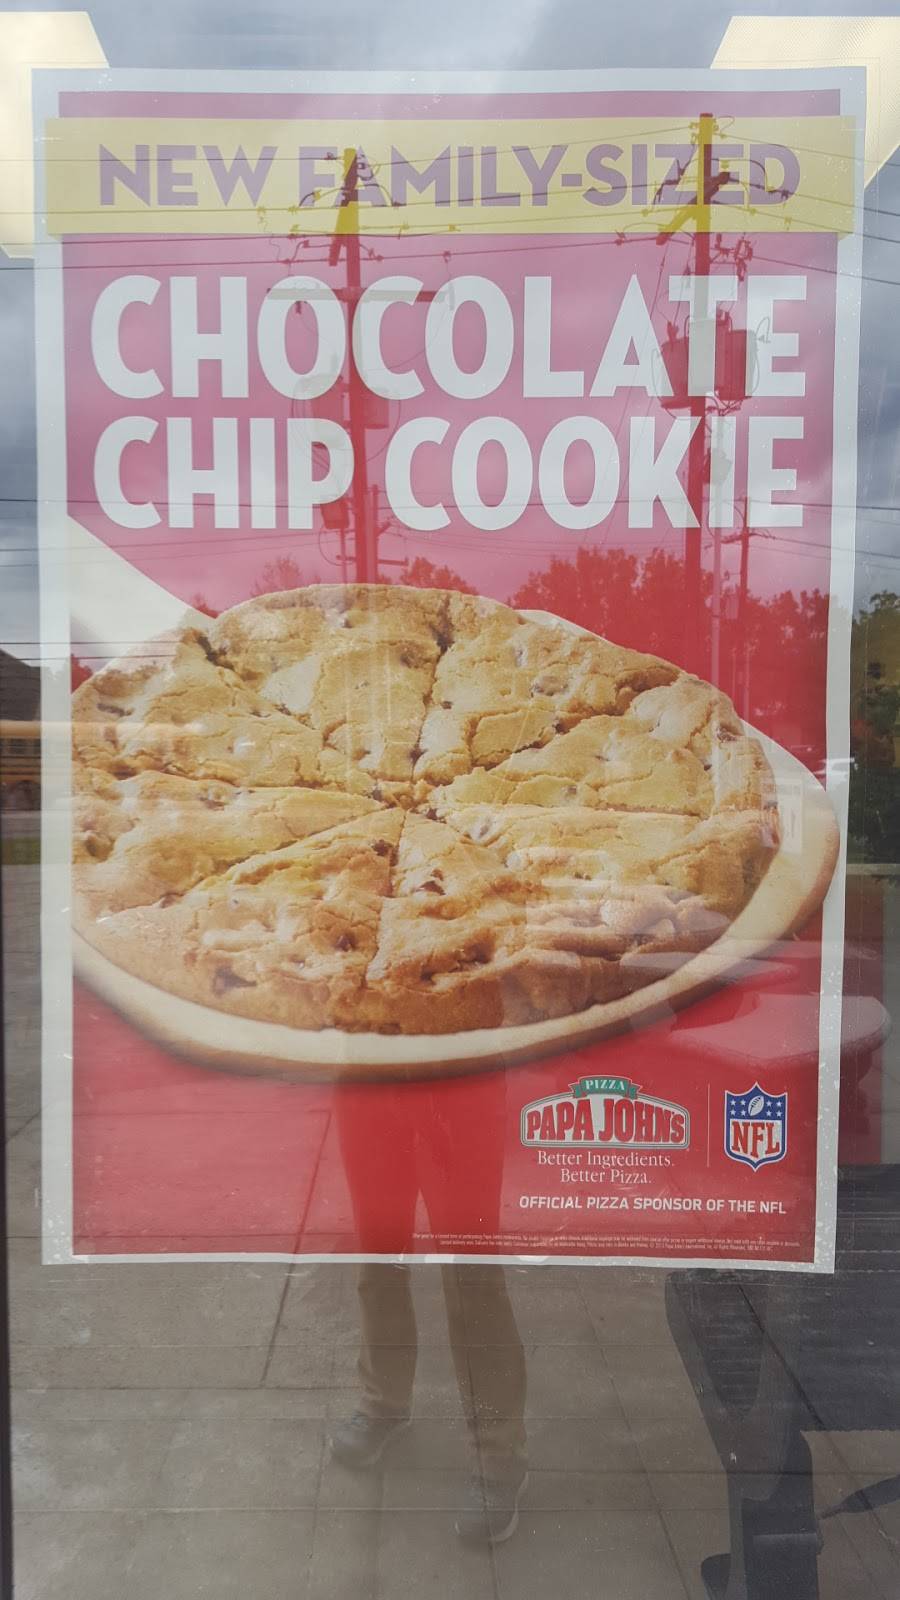 NEW FAMILY-SIZED
CHOCOLATE
CHIP COOKIE
PIZZA
PAPA JOHN'S
Better Ingredients.
Better Pizza.
NFL
OFFICIAL PIZZA SPONSOR OF THE NFL